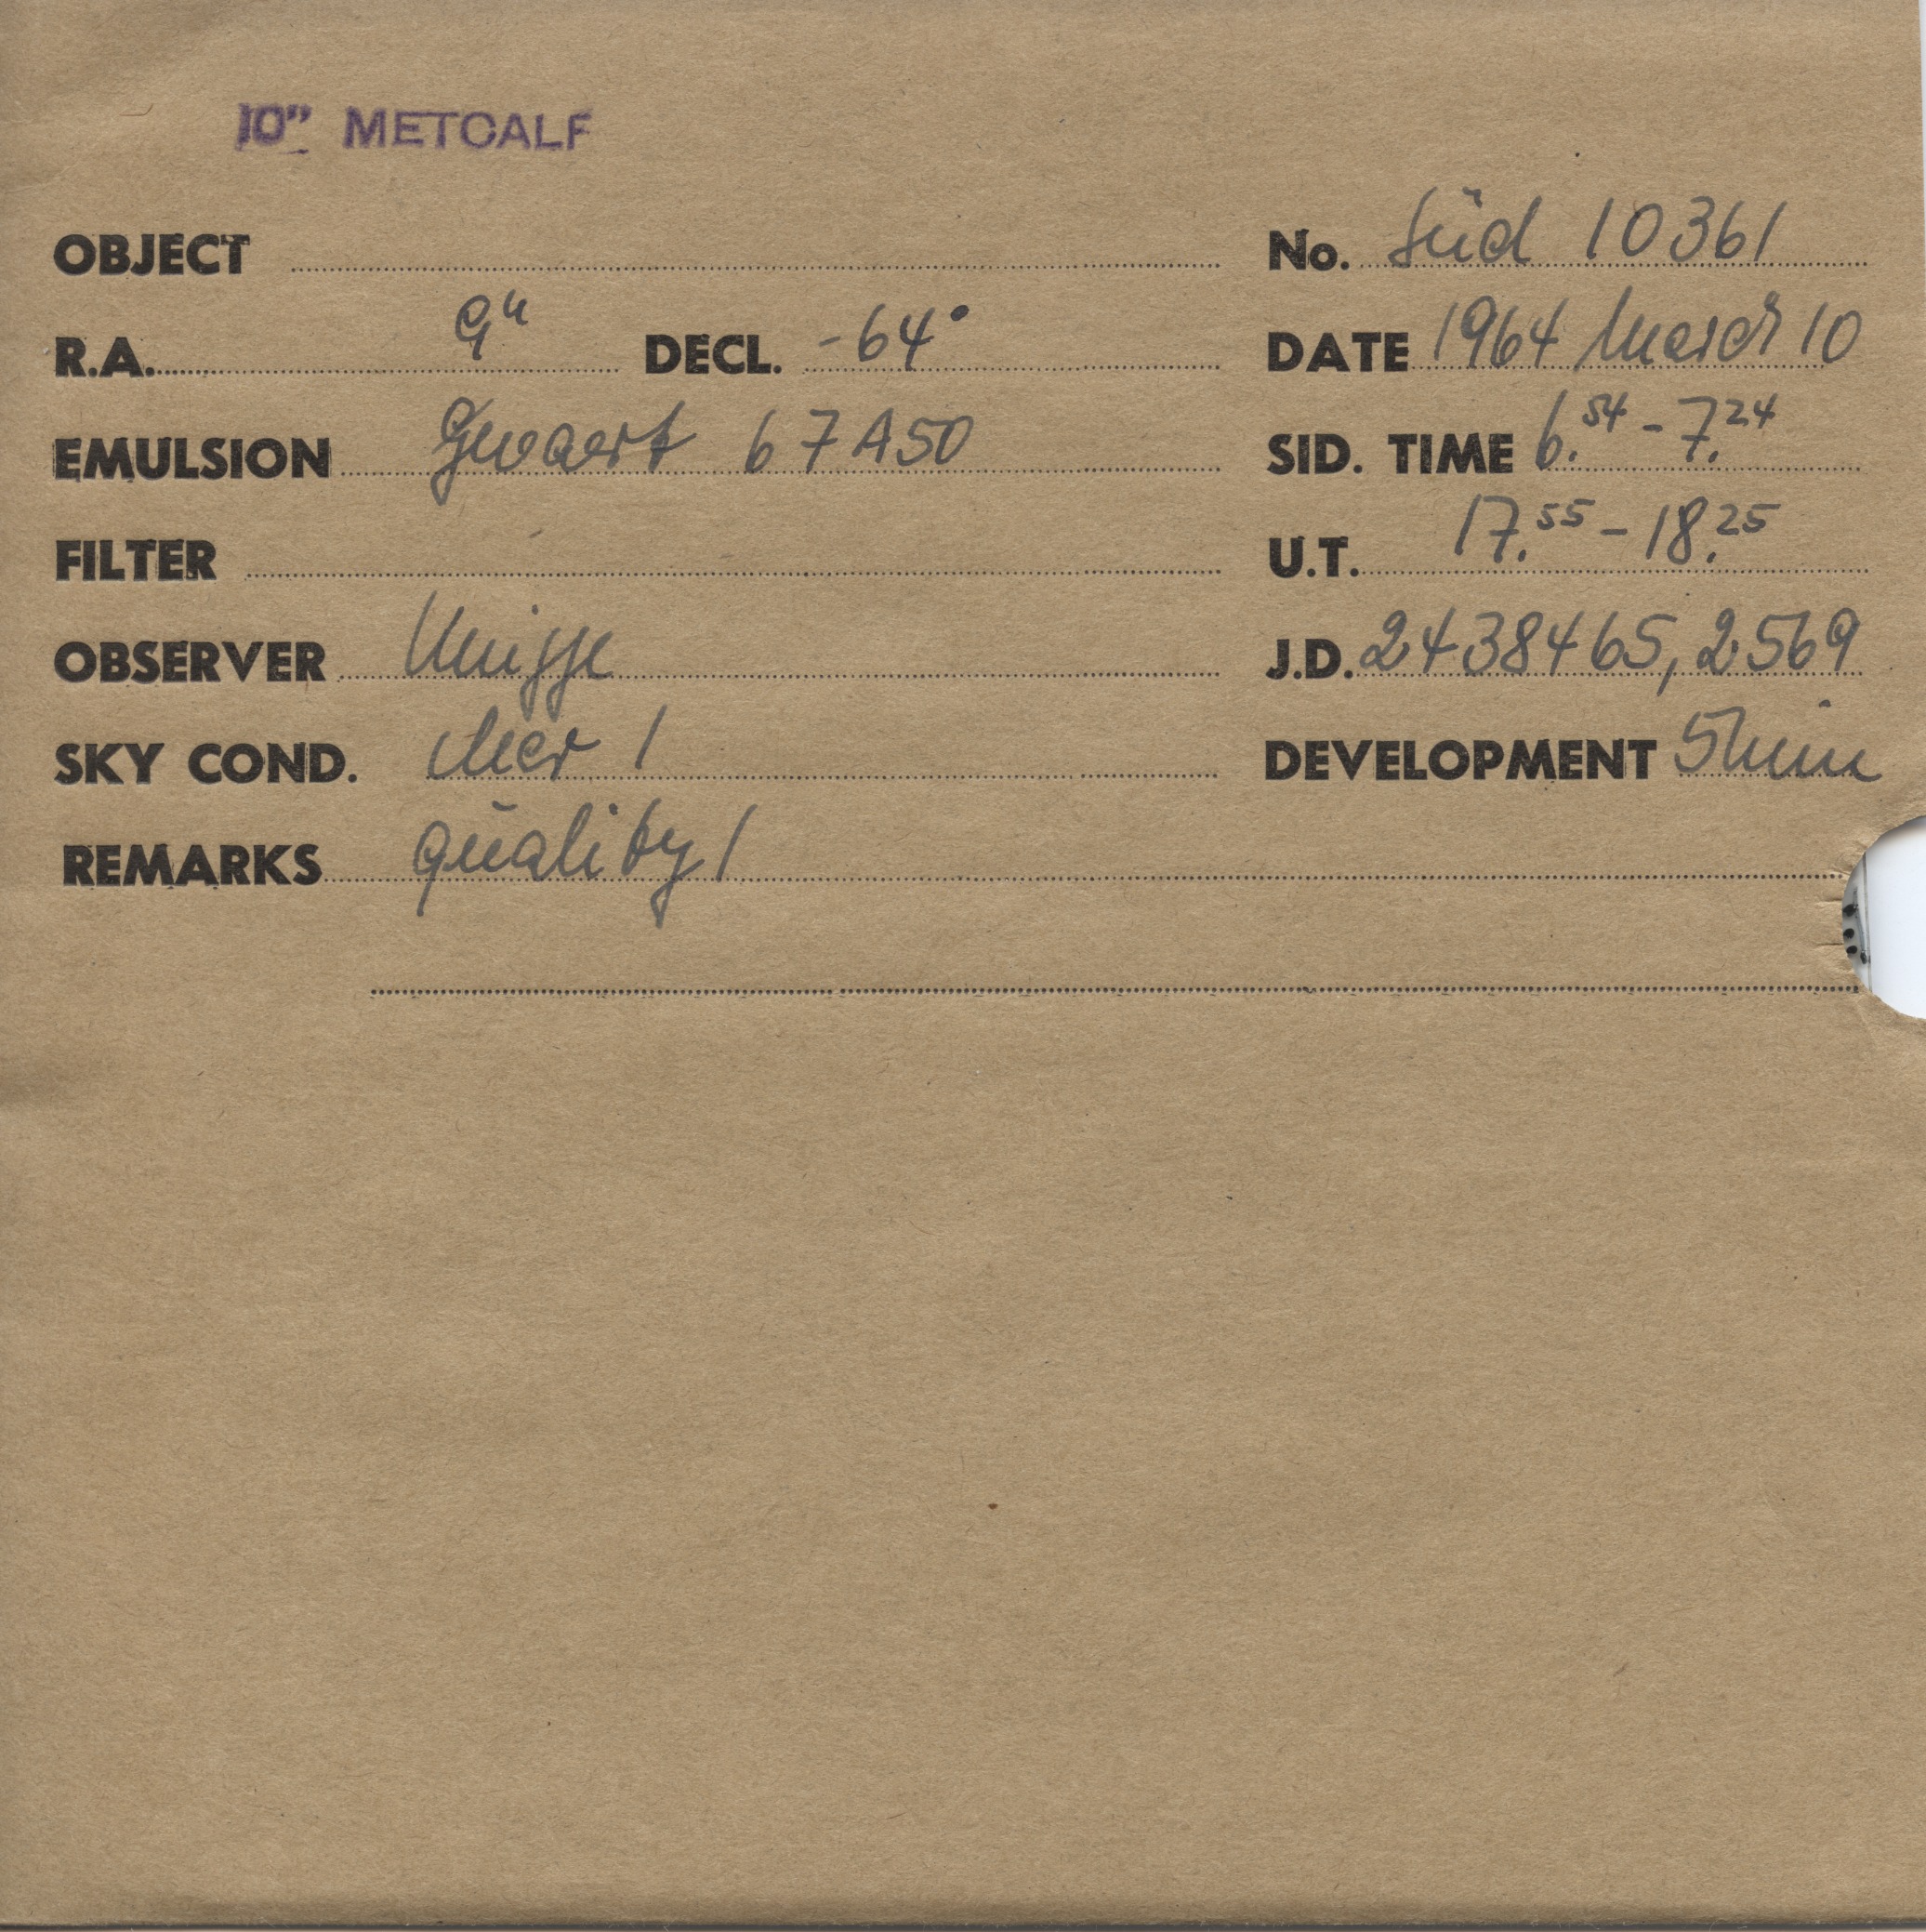 10" METCALF
OBJECT No. Süd 10361
R.A. 9h DECL. -64° DATE 1964 March 10
EMULSION Gevaert 67A50 SID. TIME 6.54 - 7.24
FILTER U.T. 17.55 - 18.25
OBSERVER J.D. 2438465,2569
SKY COND. clear 1 DEVELOPMENT 5 min
REMARKS quality 1